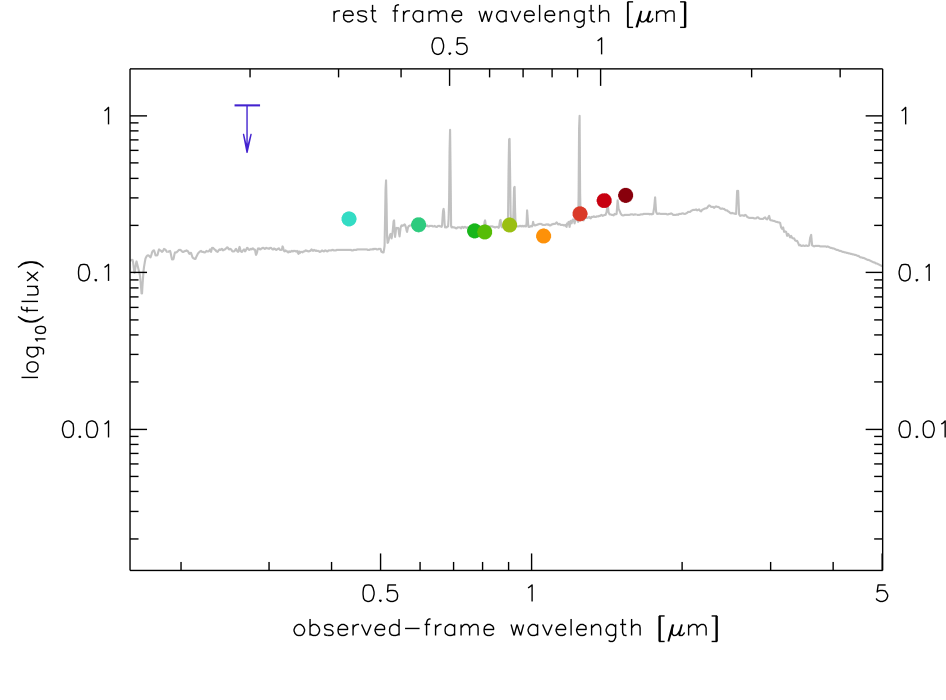 rest frame wavelength [μm]
0.5 1
1 1
0.1 0.1
0.01 0.01
log10(flux)
0.5 1 5
observed-frame wavelength [μm]